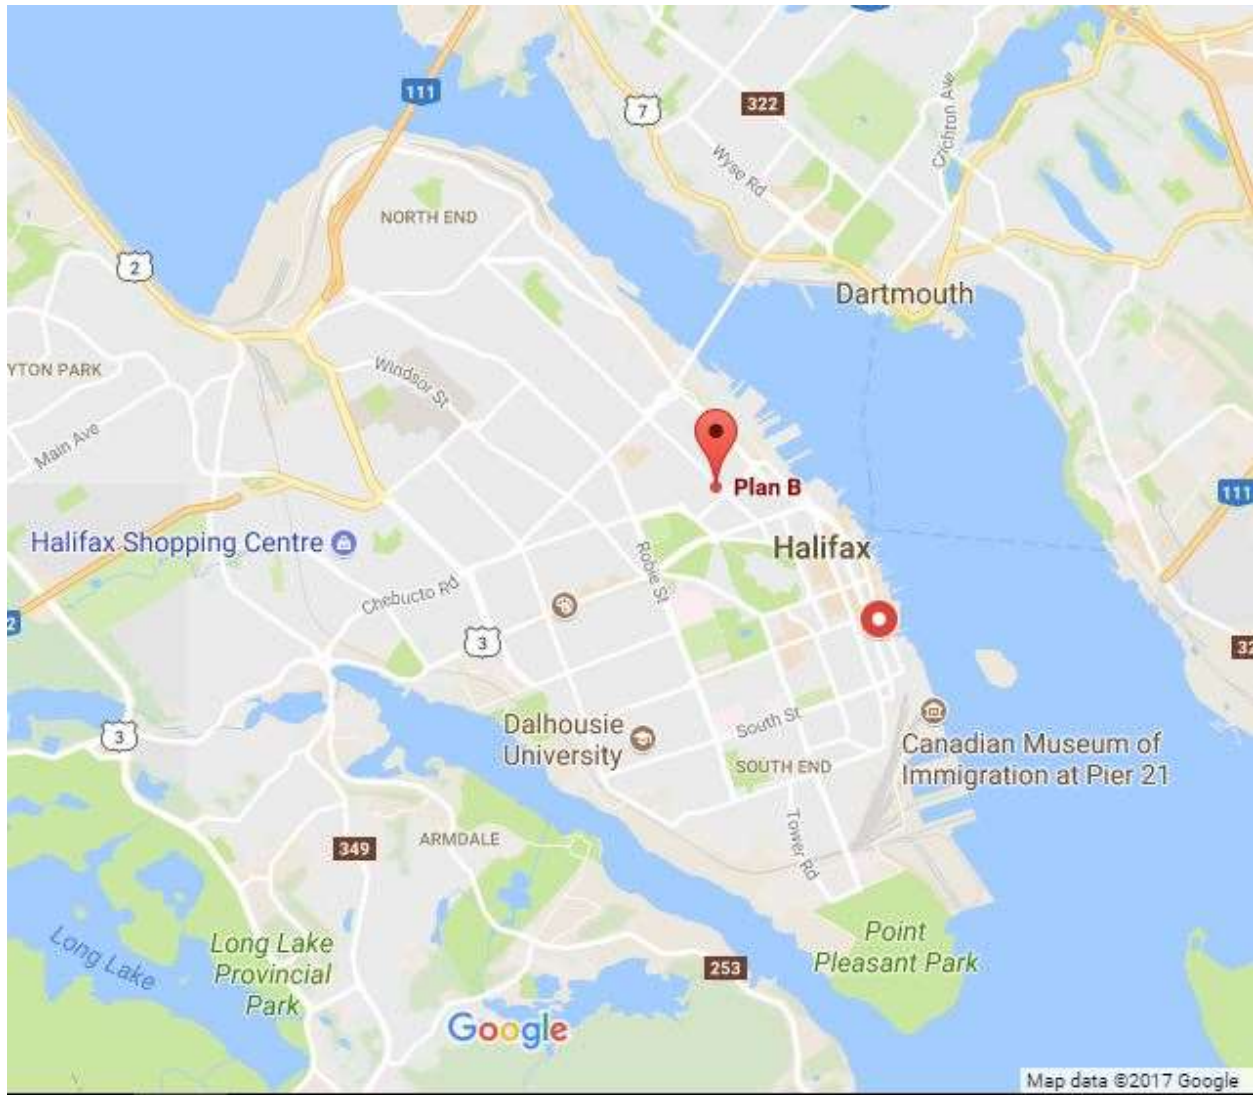 111
7
322
Crichton Ave
Wyse Rd
NORTH END
2
Dartmouth
YTON PARK
Windsor St
Main Ave
Plan B
111
Halifax Shopping Centre
Halifax
Robie St
Chebucto Rd
2
3
32
Dalhousie
University
South St
3
Canadian Museum of
Immigration at Pier 21
SOUTH END
Tower Rd
349
ARMDALE
Point
Pleasant Park
Long Lake
Long Lake
Provincial
Park
253
Google
Map data ©2017 Google